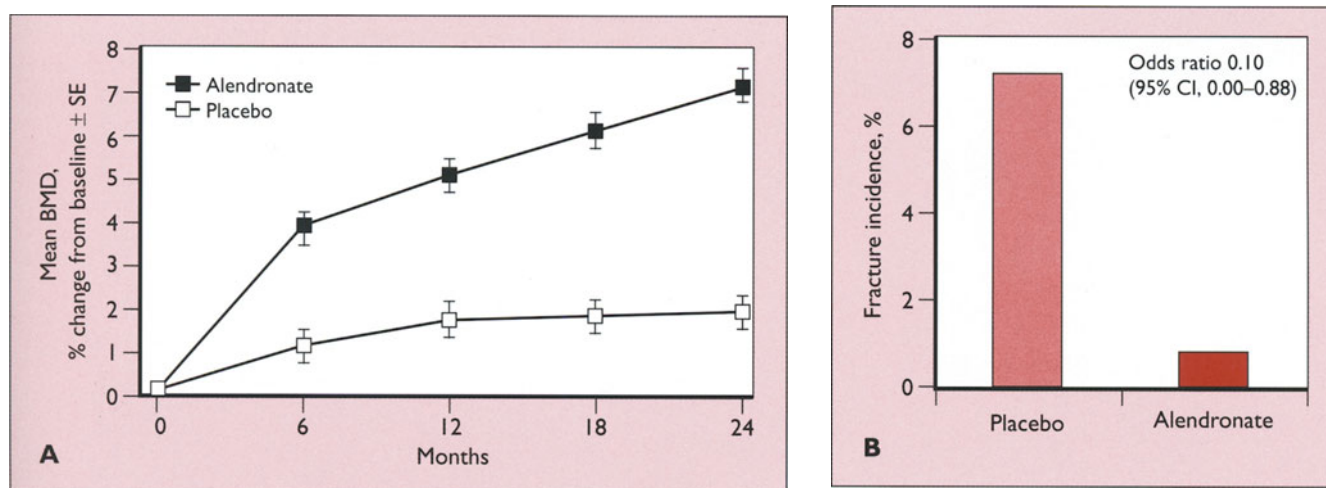 Mean BMD,
% change from baseline ± SE
8
7
6
5
4
3
2
1
0
Alendronate
Placebo
0 6 12 18 24
Months
A
Fracture incidence, %
8
6
4
2
0
Odds ratio 0.10
(95% CI, 0.00–0.88)
Placebo Alendronate
B